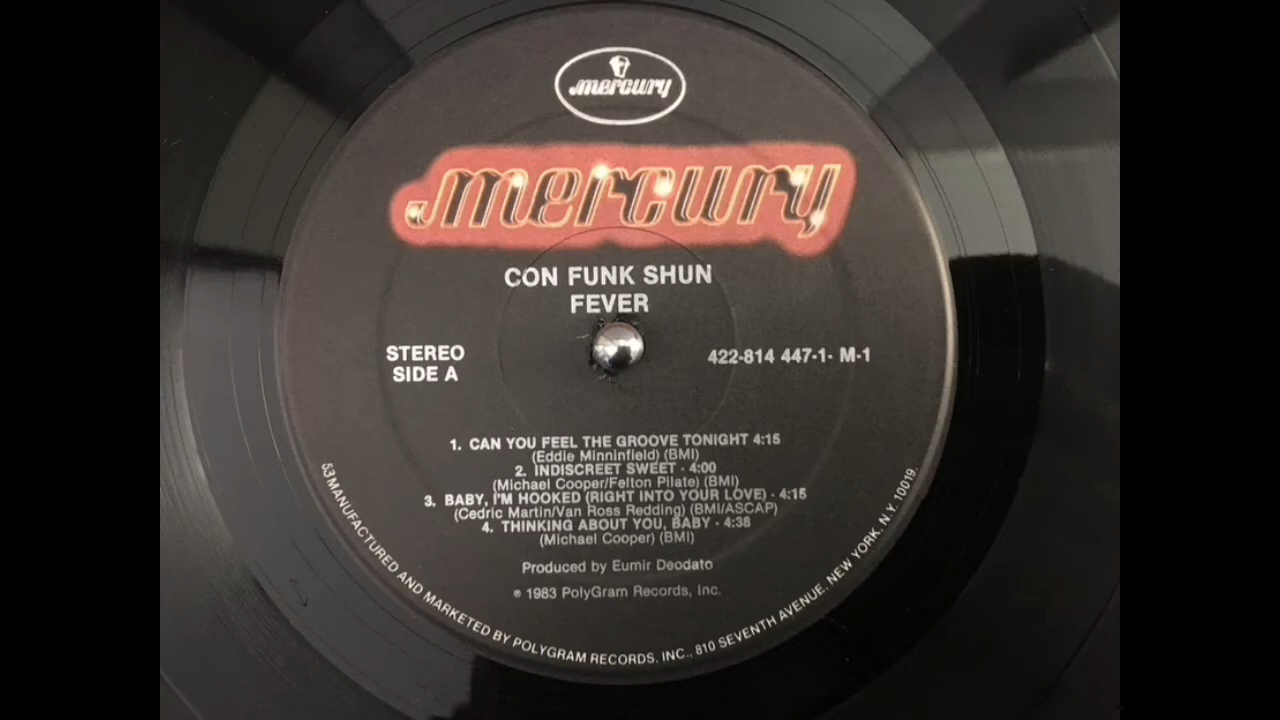 mercury
mercury
CON FUNK SHUN
FEVER
STEREO
SIDE A
422-814 447-1- M-1
1. CAN YOU FEEL THE GROOVE TONIGHT 4:15
(Eddie Minninfield) (BMI)
2. INDISCREET SWEET - 4:00
(Michael Cooper/Felton Pilate) (BMI)
3. BABY, I'M HOOKED (RIGHT INTO YOUR LOVE) - 4:15
(Cedric Martin/Van Ross Redding) (BMI/ASCAP)
4. THINKING ABOUT YOU, BABY - 4:38
(Michael Cooper) (BMI)
Produced by Eumir Deodato
℗ 1983 PolyGram Records, Inc.
53 MANUFACTURED AND MARKETED BY POLYGRAM RECORDS, INC., 810 SEVENTH AVENUE, NEW YORK, N.Y. 10019.